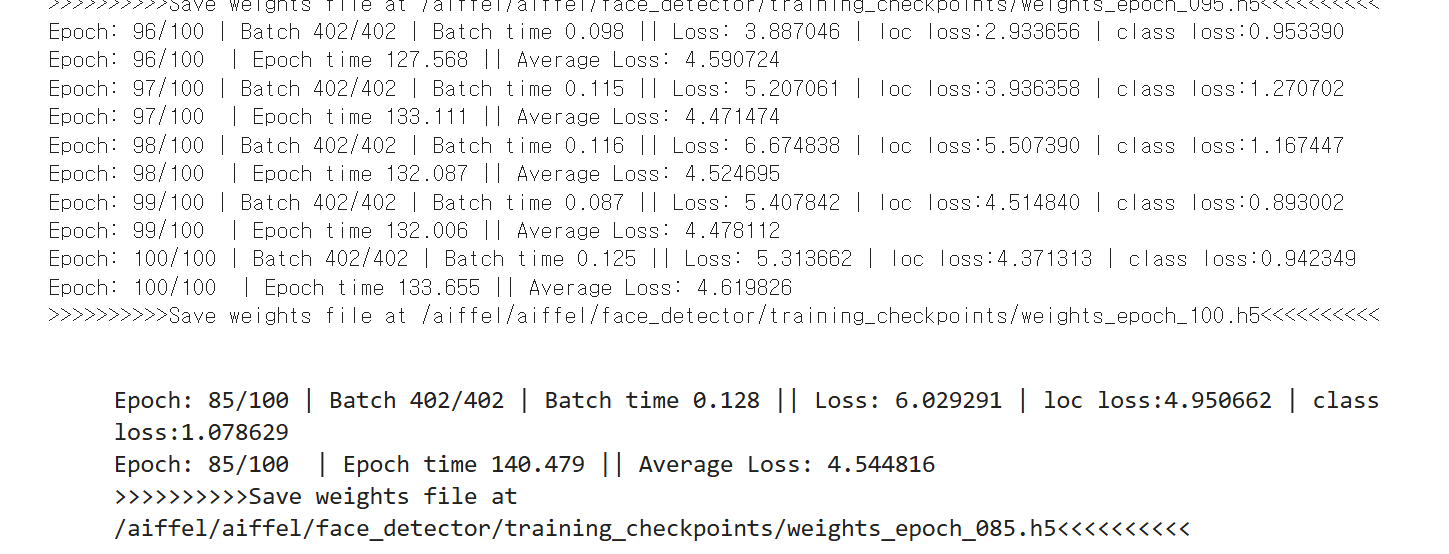 >>>>>>>>>>Save weights file at /aiffel/aiffel/face_detector/training_checkpoints/weights_epoch_095.h5<<<<<<<<<<
Epoch: 96/100 | Batch 402/402 | Batch time 0.098 || Loss: 3.887046 | loc loss:2.933656 | class loss:0.953390
Epoch: 96/100  | Epoch time 127.568 || Average Loss: 4.590724
Epoch: 97/100 | Batch 402/402 | Batch time 0.115 || Loss: 5.207061 | loc loss:3.936358 | class loss:1.270702
Epoch: 97/100  | Epoch time 133.111 || Average Loss: 4.471474
Epoch: 98/100 | Batch 402/402 | Batch time 0.116 || Loss: 6.674838 | loc loss:5.507390 | class loss:1.167447
Epoch: 98/100  | Epoch time 132.087 || Average Loss: 4.524695
Epoch: 99/100 | Batch 402/402 | Batch time 0.087 || Loss: 5.407842 | loc loss:4.514840 | class loss:0.893002
Epoch: 99/100  | Epoch time 132.006 || Average Loss: 4.478112
Epoch: 100/100 | Batch 402/402 | Batch time 0.125 || Loss: 5.313662 | loc loss:4.371313 | class loss:0.942349
Epoch: 100/100  | Epoch time 133.655 || Average Loss: 4.619826
>>>>>>>>>>Save weights file at /aiffel/aiffel/face_detector/training_checkpoints/weights_epoch_100.h5<<<<<<<<<<
Epoch: 85/100 | Batch 402/402 | Batch time 0.128 || Loss: 6.029291 | loc loss:4.950662 | class
loss:1.078629
Epoch: 85/100  | Epoch time 140.479 || Average Loss: 4.544816
>>>>>>>>>>Save weights file at
/aiffel/aiffel/face_detector/training_checkpoints/weights_epoch_085.h5<<<<<<<<<<